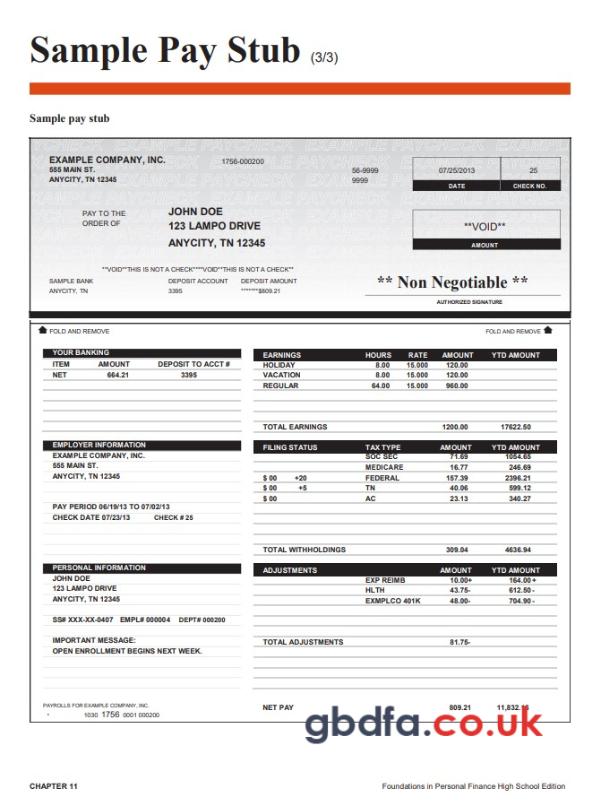 Sample Pay Stub (3/3)
Sample pay stub
EXAMPLE COMPANY, INC. 1756-000200
555 MAIN ST. 56-9999 07/25/2013 25
ANYCITY, TN 12345 9999 DATE CHECK NO.
PAY TO THE JOHN DOE
ORDER OF 123 LAMPO DRIVE **VOID**
ANYCITY, TN 12345 AMOUNT
**VOID**THIS IS NOT A CHECK****VOID**THIS IS NOT A CHECK**
SAMPLE BANK DEPOSIT ACCOUNT DEPOSIT AMOUNT ** Non Negotiable **
ANYCITY, TN 3395 *******$809.21
AUTHORIZED SIGNATURE
FOLD AND REMOVE FOLD AND REMOVE
YOUR BANKING
ITEM AMOUNT DEPOSIT TO ACCT #
NET 664.21 3395
EARNINGS HOURS RATE AMOUNT YTD AMOUNT
HOLIDAY 8.00 15.000 120.00
VACATION 8.00 15.000 120.00
REGULAR 64.00 15.000 960.00
TOTAL EARNINGS 1200.00 17622.50
EMPLOYER INFORMATION
EXAMPLE COMPANY, INC.
555 MAIN ST.
ANYCITY, TN 12345
PAY PERIOD 06/19/13 TO 07/02/13
CHECK DATE 07/23/13 CHECK # 25
FILING STATUS TAX TYPE AMOUNT YTD AMOUNT
SOC SEC 71.69 1054.65
MEDICARE 16.77 246.69
$ 00 +20 FEDERAL 157.39 2396.21
$ 00 +5 TN 40.06 599.12
$ 00 AC 23.13 340.27
TOTAL WITHHOLDINGS 309.04 4636.94
PERSONAL INFORMATION
JOHN DOE
123 LAMPO DRIVE
ANYCITY, TN 12345
SS# XXX-XX-0407 EMPL# 000004 DEPT# 000200
IMPORTANT MESSAGE:
OPEN ENROLLMENT BEGINS NEXT WEEK.
ADJUSTMENTS AMOUNT YTD AMOUNT
EXP REIMB 10.00+ 164.00+
HLTH 43.75- 612.50-
EXMPLCO 401K 48.00- 704.90-
TOTAL ADJUSTMENTS 81.75-
PAYROLLS FOR EXAMPLE COMPANY, INC.
* 1030 1756 0001 000200
NET PAY 809.21
gbdfa.co.uk
CHAPTER 11 Foundations in Personal Finance High School Edition